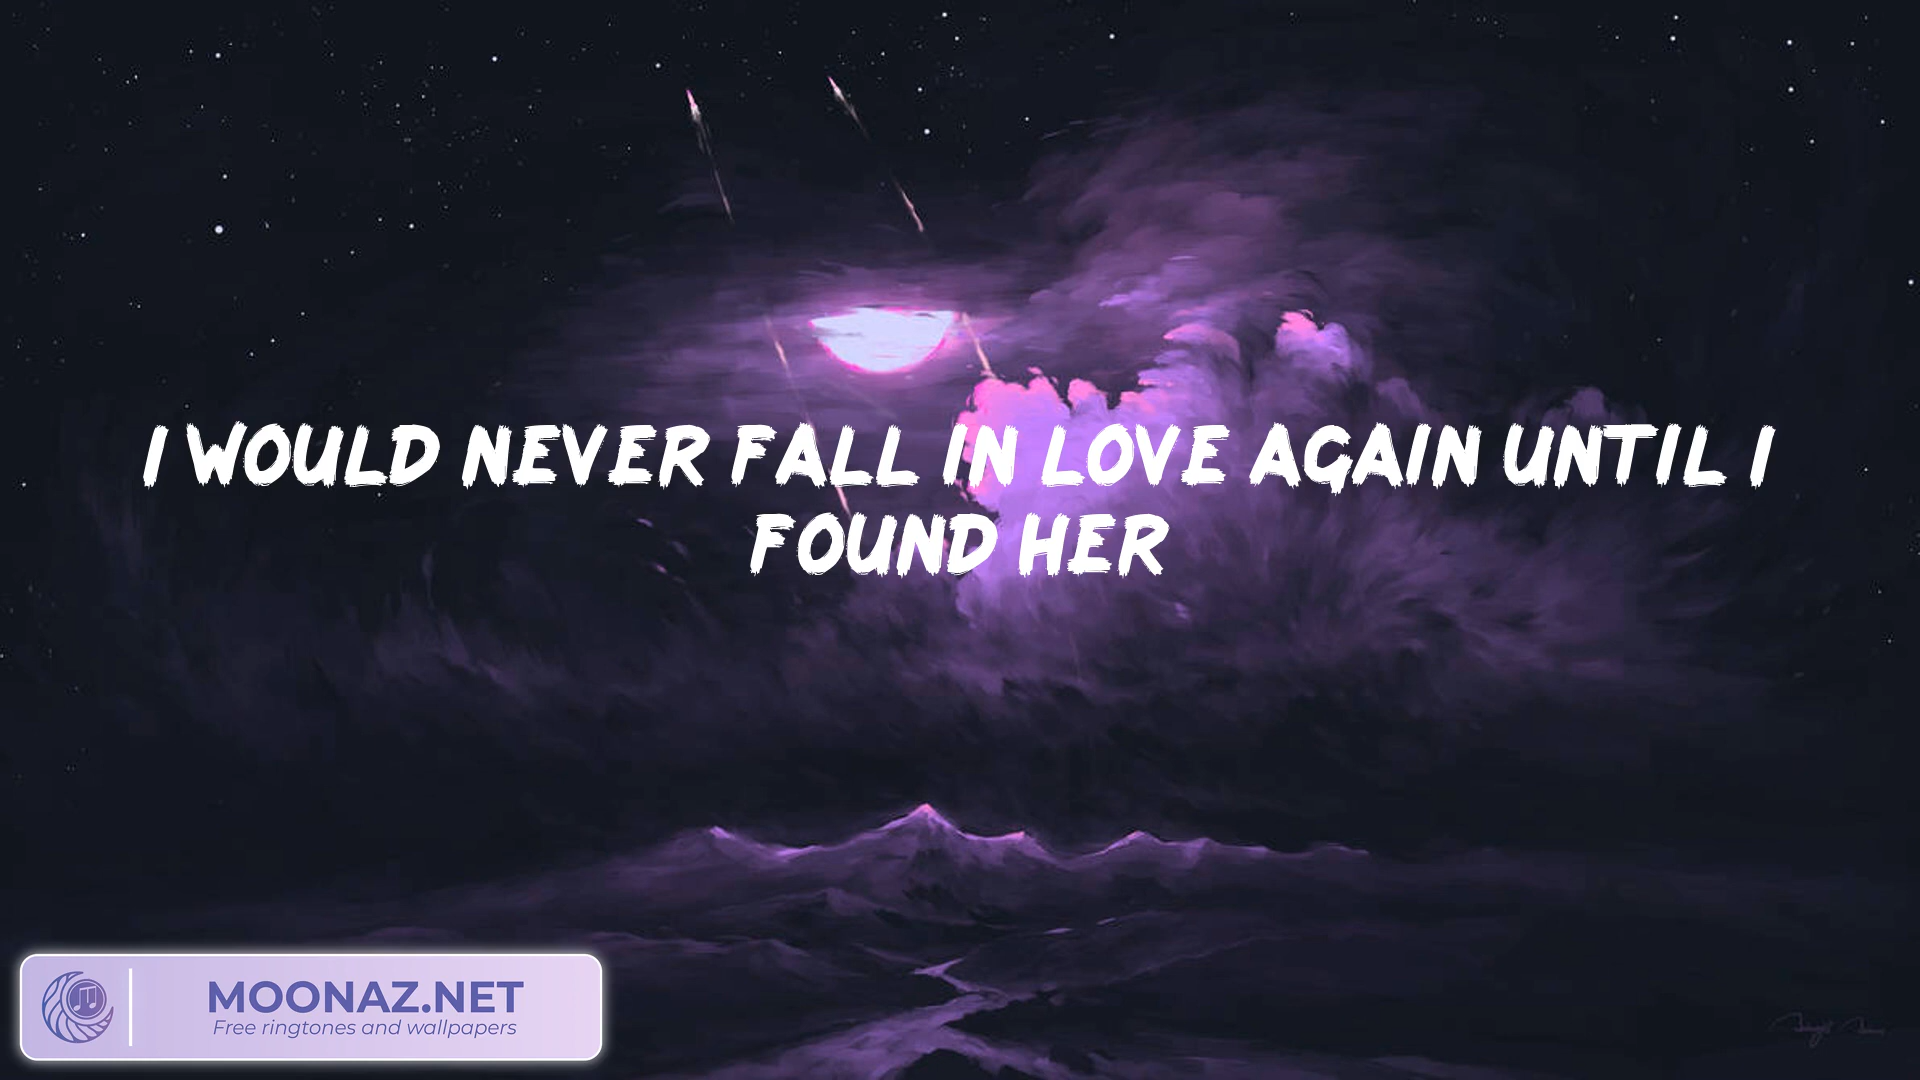 I WOULD NEVER FALL IN LOVE AGAIN UNTIL I
FOUND HER
MOONAZ.NET
Free ringtones and wallpapers